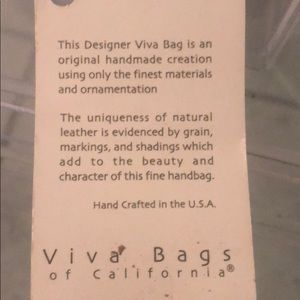 This Designer Viva Bag is an
original handmade creation
using only the finest materials
and ornamentation
The uniqueness of natural
leather is evidenced by grain,
markings, and shadings which
add to the beauty and
character of this fine handbag.
Hand Crafted in the U.S.A.
Viva Bags
of California®